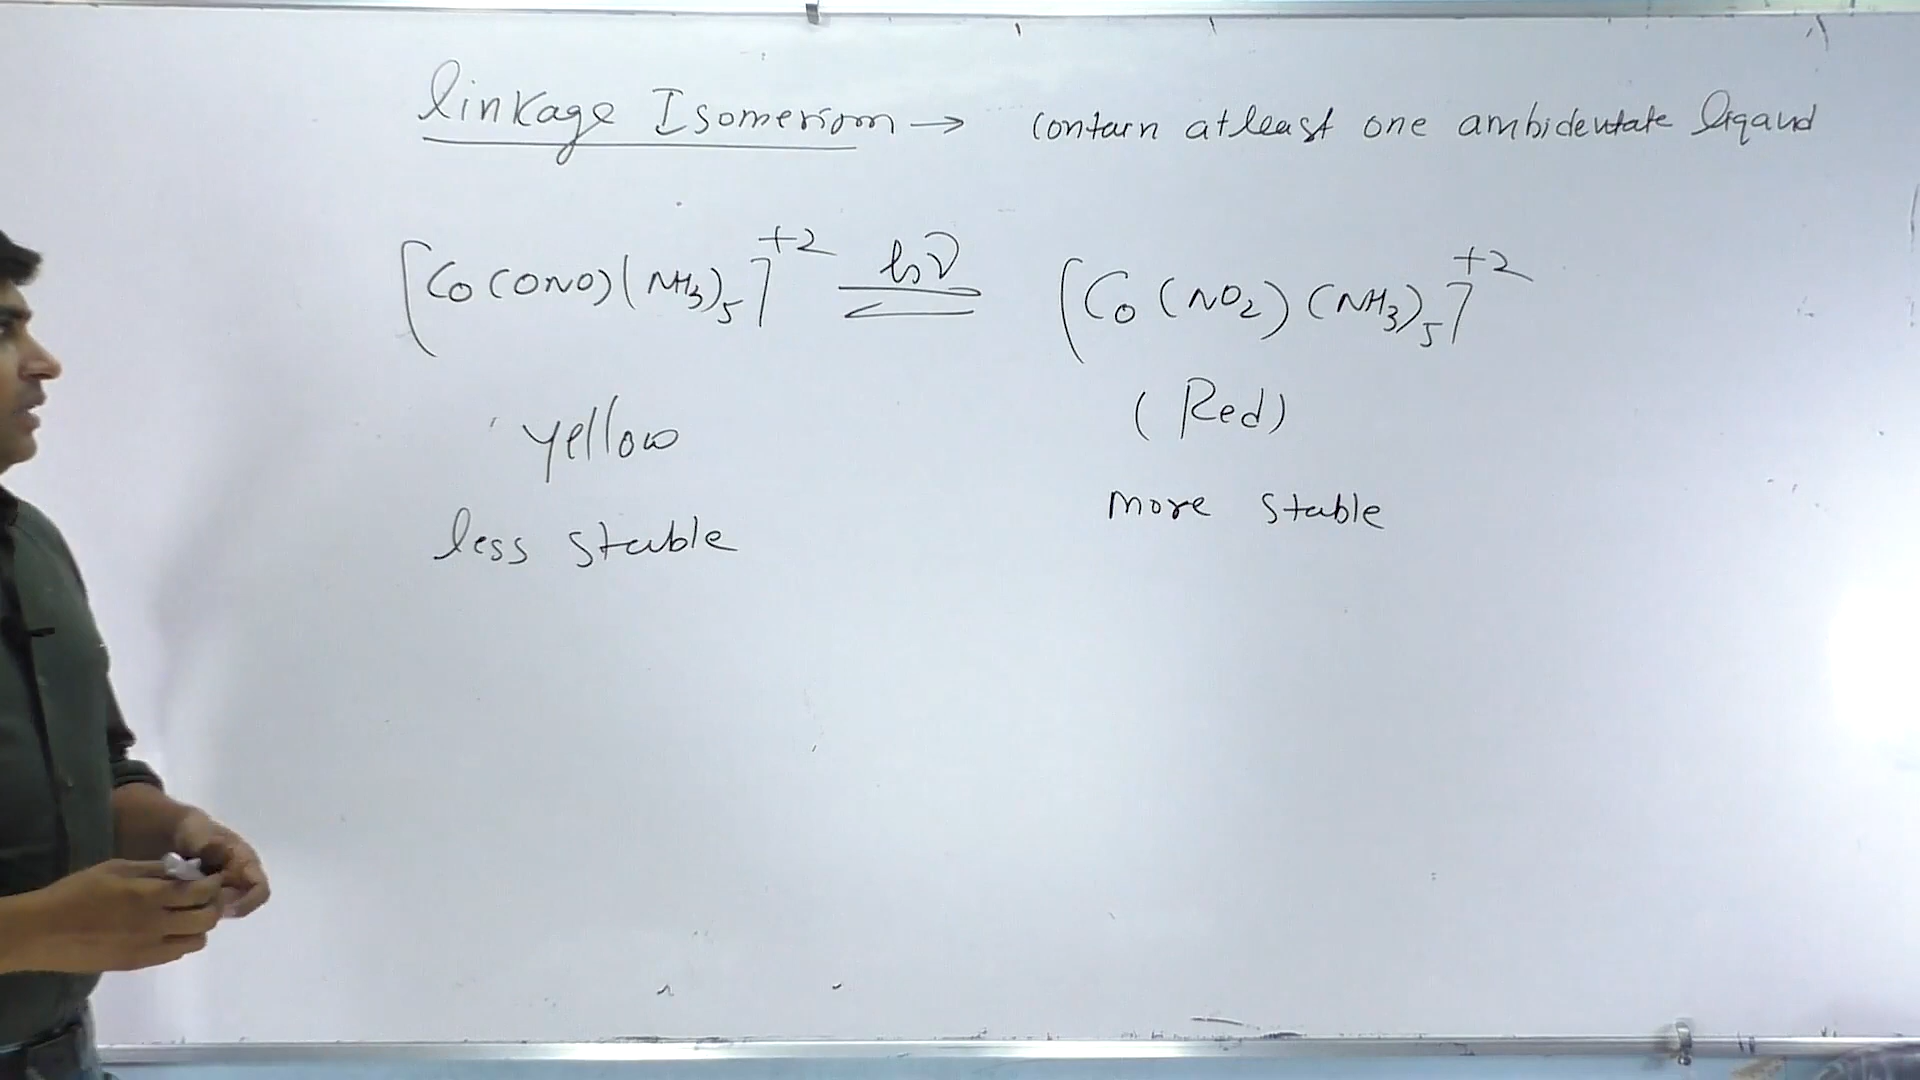 linkage Isomerism → contain atleast one ambidentate ligand
[Co(ONO)(NH3)5]+2 ⇌ hν [Co(NO2)(NH3)5]+2
yellow (Red)
less stable more stable